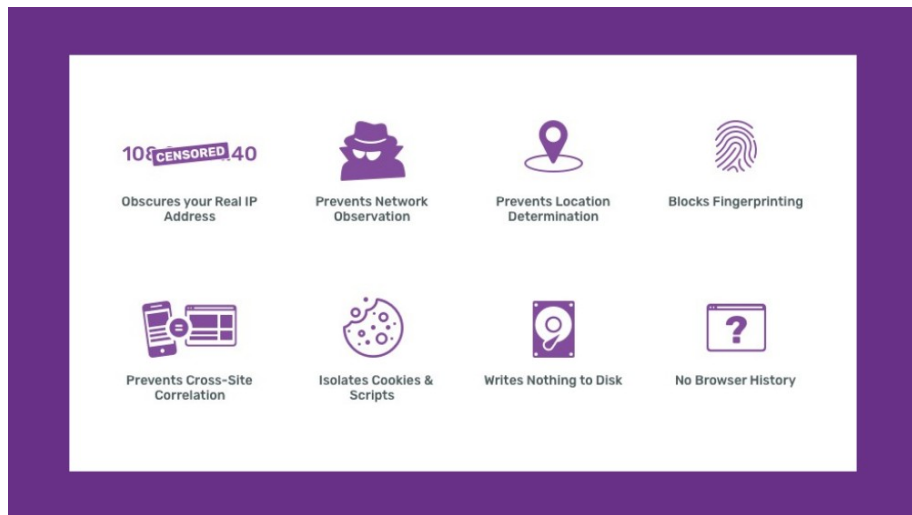 108 CENSORED .40
Obscures your Real IP
Address
Prevents Network
Observation
Prevents Location
Determination
Blocks Fingerprinting
Prevents Cross-Site
Correlation
Isolates Cookies &
Scripts
Writes Nothing to Disk
No Browser History
?